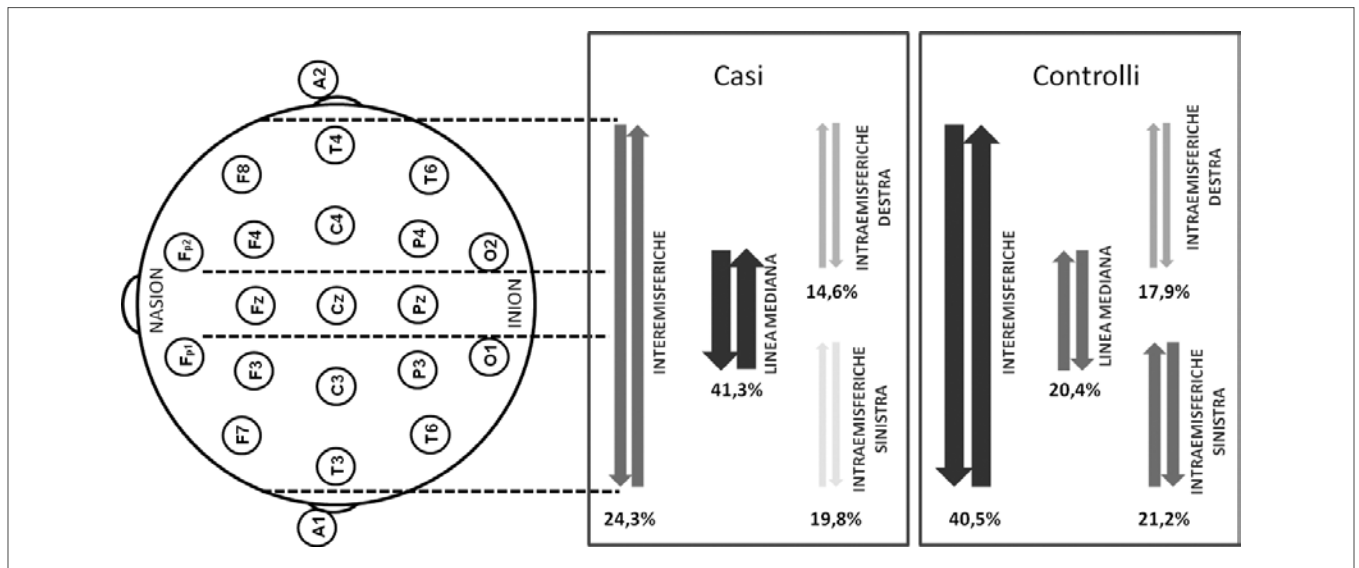 A2
T4
F8
T6
C4
F4
P4
Fp2
O2
NASION
Fz
Cz
Pz
INION
Fp1
O1
F3
P3
C3
F7
T6
T3
A1
Casi
INTEREMISFERICHE
24,3%
LINEA MEDIANA
41,3%
INTRAEMISFERICHE
DESTRA
14,6%
INTRAEMISFERICHE
SINISTRA
19,8%
Controlli
INTEREMISFERICHE
40,5%
LINEA MEDIANA
20,4%
INTRAEMISFERICHE
DESTRA
17,9%
INTRAEMISFERICHE
SINISTRA
21,2%